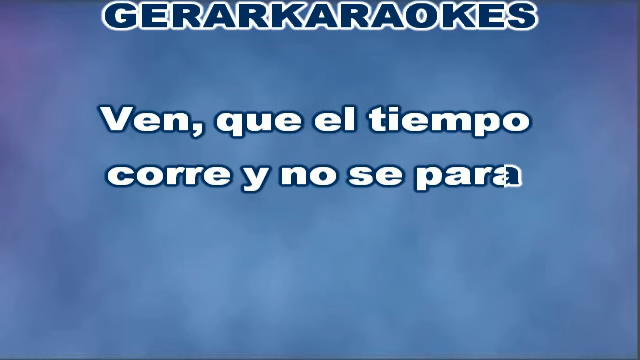 GERARKARAOKES
Ven, que el tiempo
corre y no se para